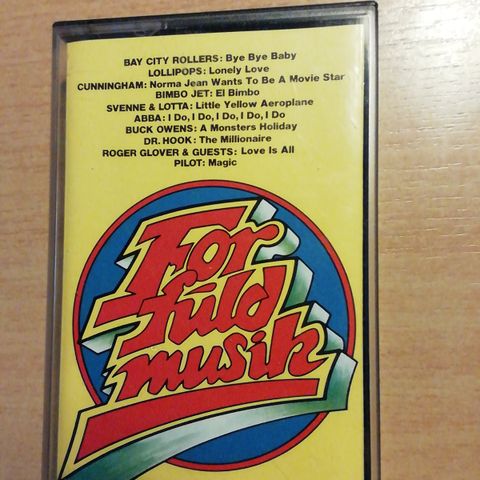 BAY CITY ROLLERS: Bye Bye Baby
LOLLIPOPS: Lonely Love
CUNNINGHAM: Norma Jean Wants To Be A Movie Star
BIMBO JET: El Bimbo
SVENNE & LOTTA: Little Yellow Aeroplane
ABBA: I Do, I Do, I Do, I Do, I Do
BUCK OWENS: A Monsters Holiday
DR. HOOK: The Millionaire
ROGER GLOVER & GUESTS: Love Is All
PILOT: Magic
For
fuld
musik